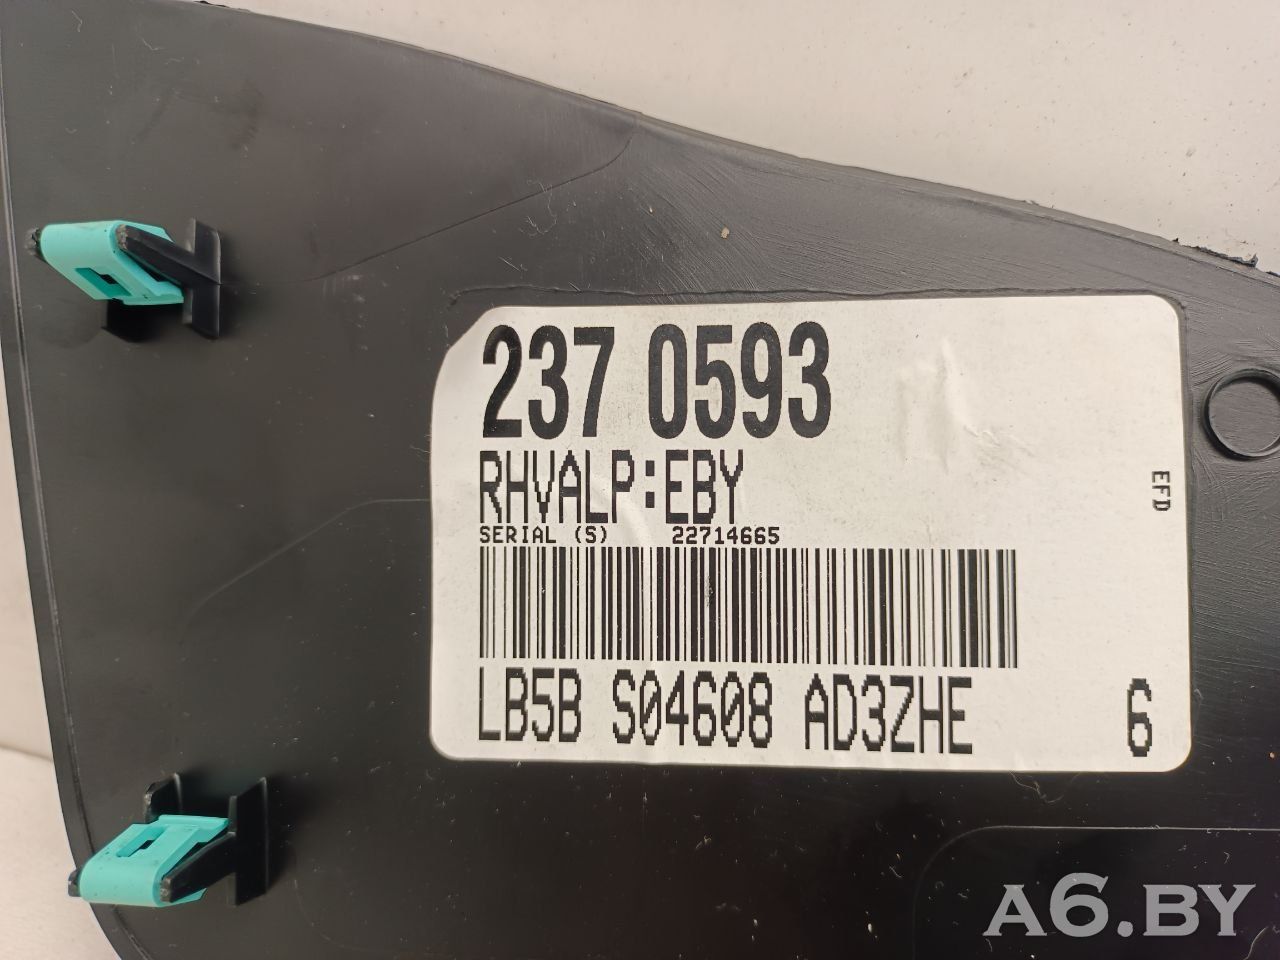 237 0593
RHVALP:EBY
SERIAL (S) 22714665
LB5B S04608 AD3ZHE 6
EFD
A6.BY